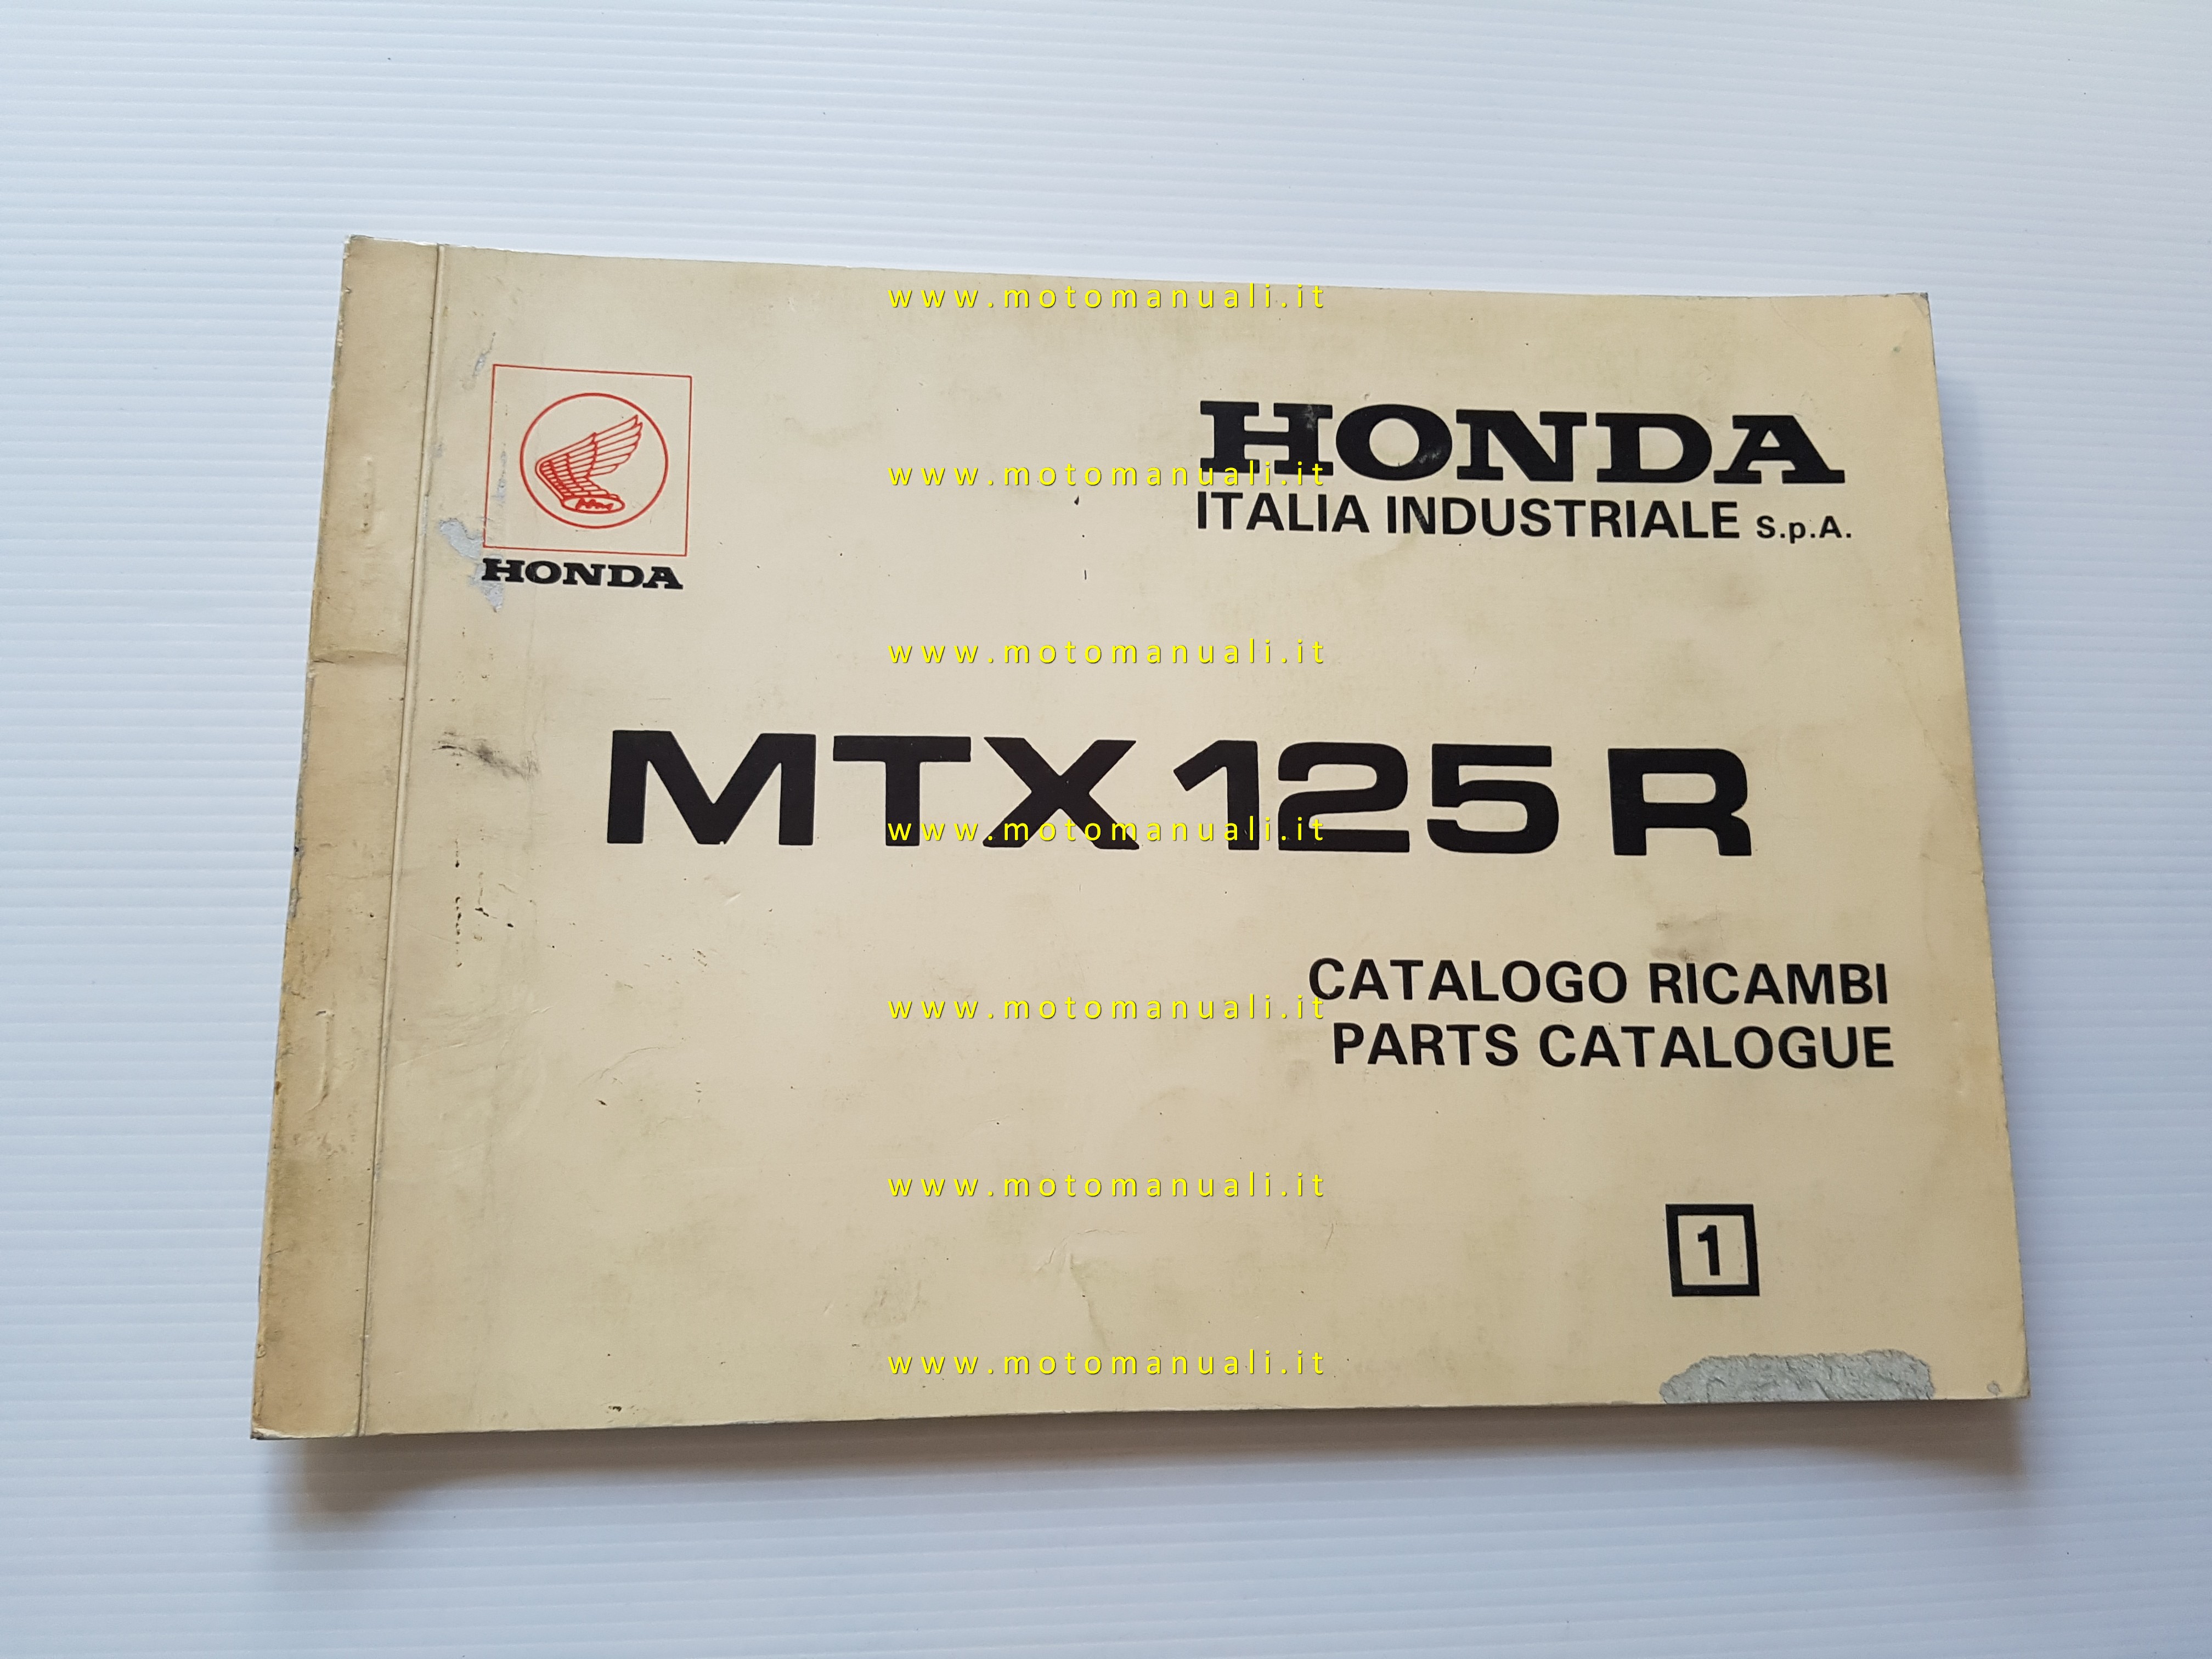 www.motomanuali.it
HONDA
ITALIA INDUSTRIALE S.p.A.
www.motomanuali.it
HONDA
www.motomanuali.it
MTX 125 R
www.motomanuali.it
CATALOGO RICAMBI
www.motomanuali.it
PARTS CATALOGUE
www.motomanuali.it
1
www.motomanuali.it